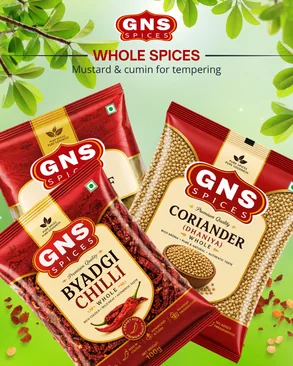 GNS
SPICES
WHOLE SPICES
Mustard & cumin for tempering
GNS
SPICES
GNS
SPICES
Premium Quality
CORIANDER
(DHANIYA)
WHOLE
GNS
SPICES
Premium Quality
BYADGI
CHILLI
WHOLE
100g